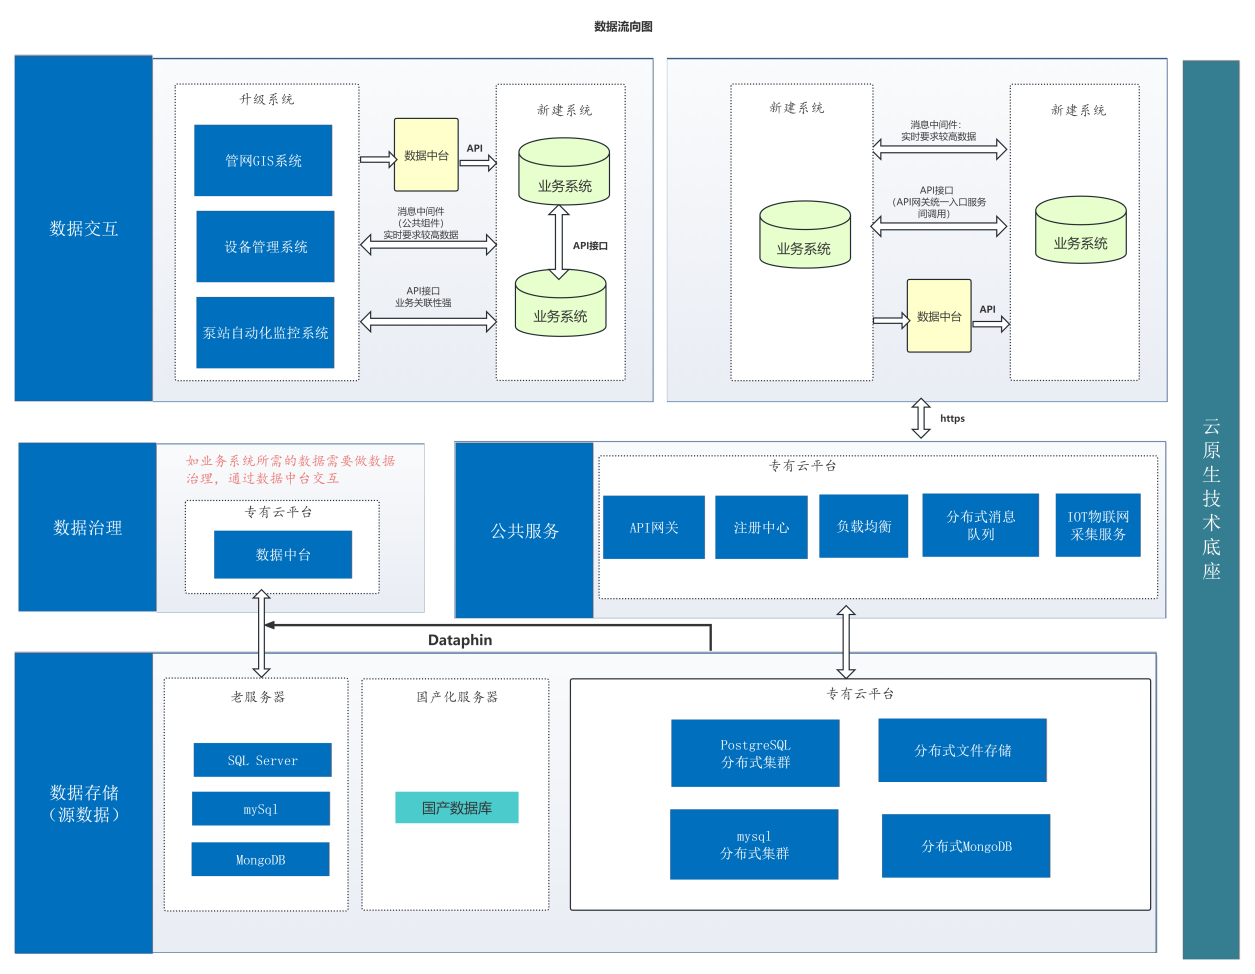 数据流向图
数据交互
升级系统
管网GIS系统
设备管理系统
泵站自动化监控系统
数据中台
API
消息中间件
（公共组件）
实时要求较高数据
API接口
业务关联性强
新建系统
业务系统
API接口
业务系统
新建系统
业务系统
消息中间件：
实时要求较高数据
API接口
（API网关统一入口服务
间调用）
数据中台
API
新建系统
业务系统
https
数据治理
如业务系统所需的数据需要做数据
治理，通过数据中台交互
专有云平台
数据中台
公共服务
专有云平台
API网关
注册中心
负载均衡
分布式消息
队列
IOT物联网
采集服务
Dataphin
数据存储
（源数据）
老服务器
SQL Server
mySql
MongoDB
国产化服务器
国产数据库
专有云平台
PostgreSQL
分布式集群
分布式文件存储
mysql
分布式集群
分布式MongoDB
云
原
生
技
术
底
座